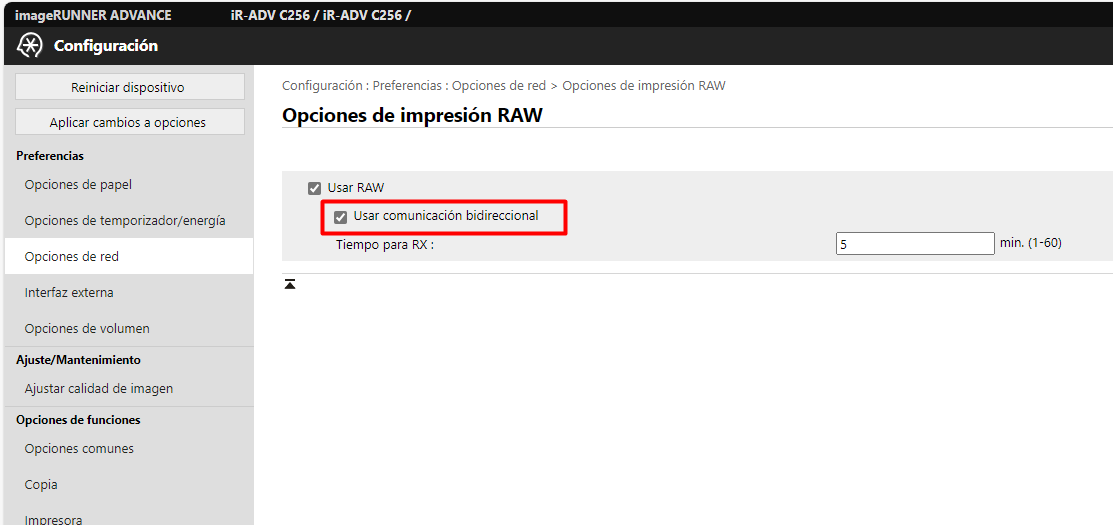 imageRUNNER ADVANCE iR-ADV C256 / iR-ADV C256 /
Configuración
Reiniciar dispositivo
Aplicar cambios a opciones
Preferencias
Opciones de papel
Opciones de temporizador/energía
Opciones de red
Interfaz externa
Opciones de volumen
Ajuste/Mantenimiento
Ajustar calidad de imagen
Opciones de funciones
Opciones comunes
Copia
Impresora
Configuración : Preferencias : Opciones de red > Opciones de impresión RAW
Opciones de impresión RAW
Usar RAW
Usar comunicación bidireccional
Tiempo para RX : 5 min. (1-60)